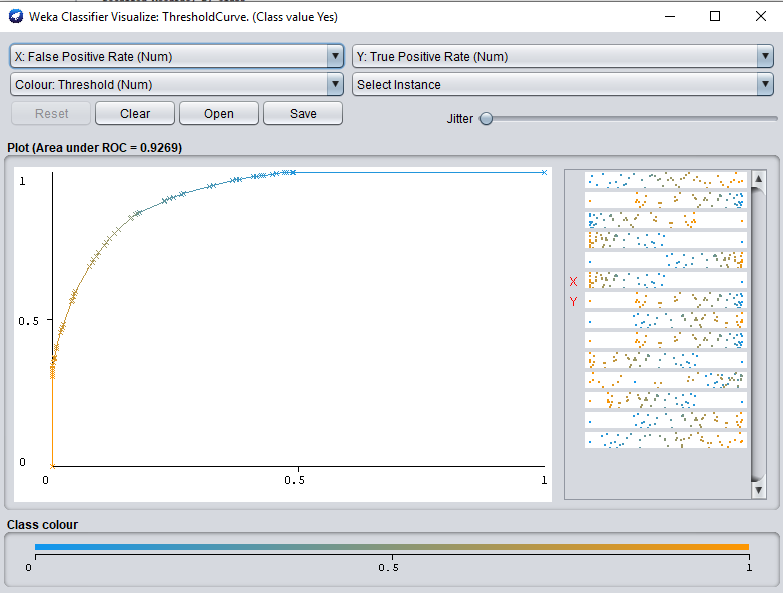 Weka Classifier Visualize: ThresholdCurve. (Class value Yes)
X: False Positive Rate (Num) Y: True Positive Rate (Num)
Colour: Threshold (Num) Select Instance
Reset Clear Open Save Jitter
Plot (Area under ROC = 0.9269)
1
X
Y
0.5
0
0 0.5 1
Class colour
0 0.5 1